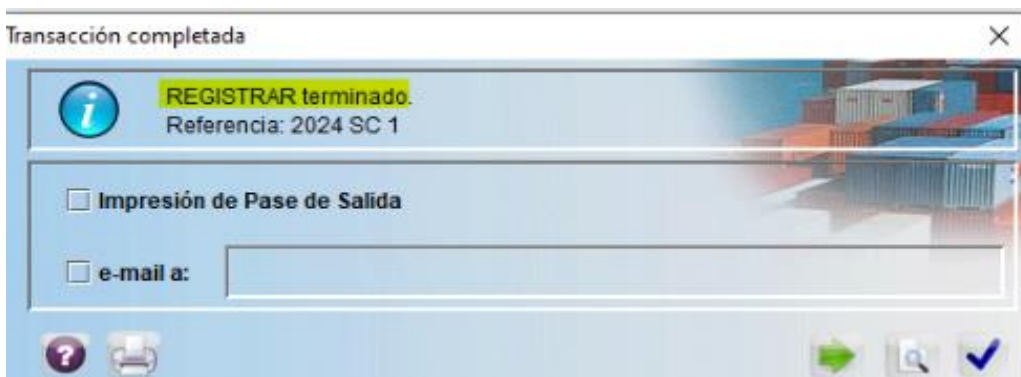 Transacción completada
REGISTRAR terminado.
Referencia: 2024 SC 1
Impresión de Pase de Salida
e-mail a: